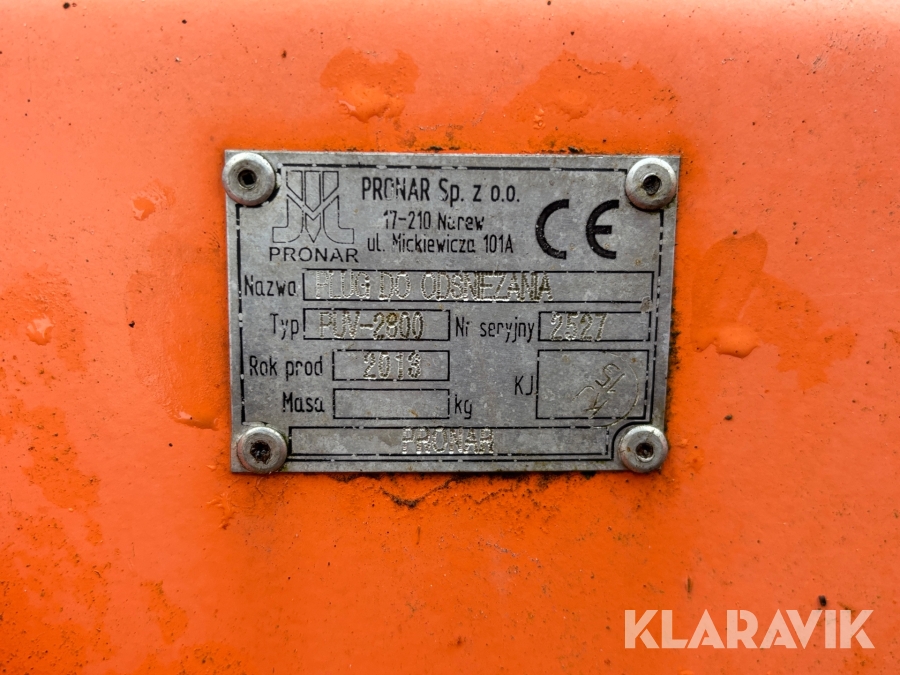 PRONAR Sp. z o.o.
17-210 Narew
ul. Mickiewicza 101A
PRONAR
CE
Nazwa PŁUG DO ODŚNIEŻANIA
Typ PUV-2800 Nr seryjny 2527
Rok prod 2013 KJ
Masa kg
PRONAR
KLARAVIK